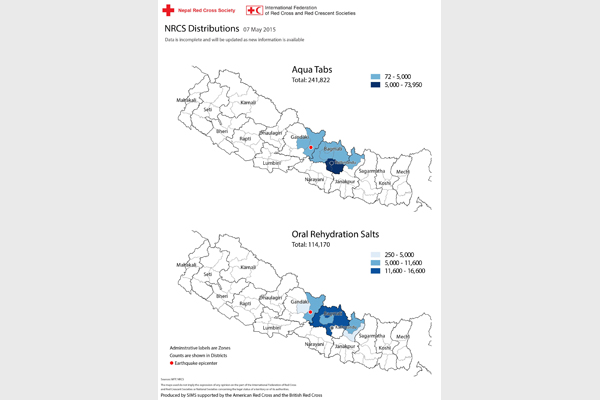 Nepal Red Cross Society
International Federation
of Red Cross and Red Crescent Societies
NRCS Distributions 07 May 2015
Data is incomplete and will be updated as new information is available
Aqua Tabs
Total: 241,822
72 - 5,000
5,000 - 73,950
Mahakali
Karnali
Seti
Bheri
Rapti
Dhaulagiri
Gandaki
Lumbini
Bagmati
Narayani
Janakpur
Sagarmatha
Koshi
Mechi
Oral Rehydration Salts
Total: 114,170
250 - 5,000
5,000 - 11,600
11,600 - 16,600
Mahakali
Karnali
Seti
Bheri
Rapti
Dhaulagiri
Gandaki
Lumbini
Narayani
Janakpur
Sagarmatha
Koshi
Mechi
Administrative labels are Zones
Counts are shown in Districts
Earthquake epicenter
Produced by SIMS supported by the American Red Cross and the British Red Cross